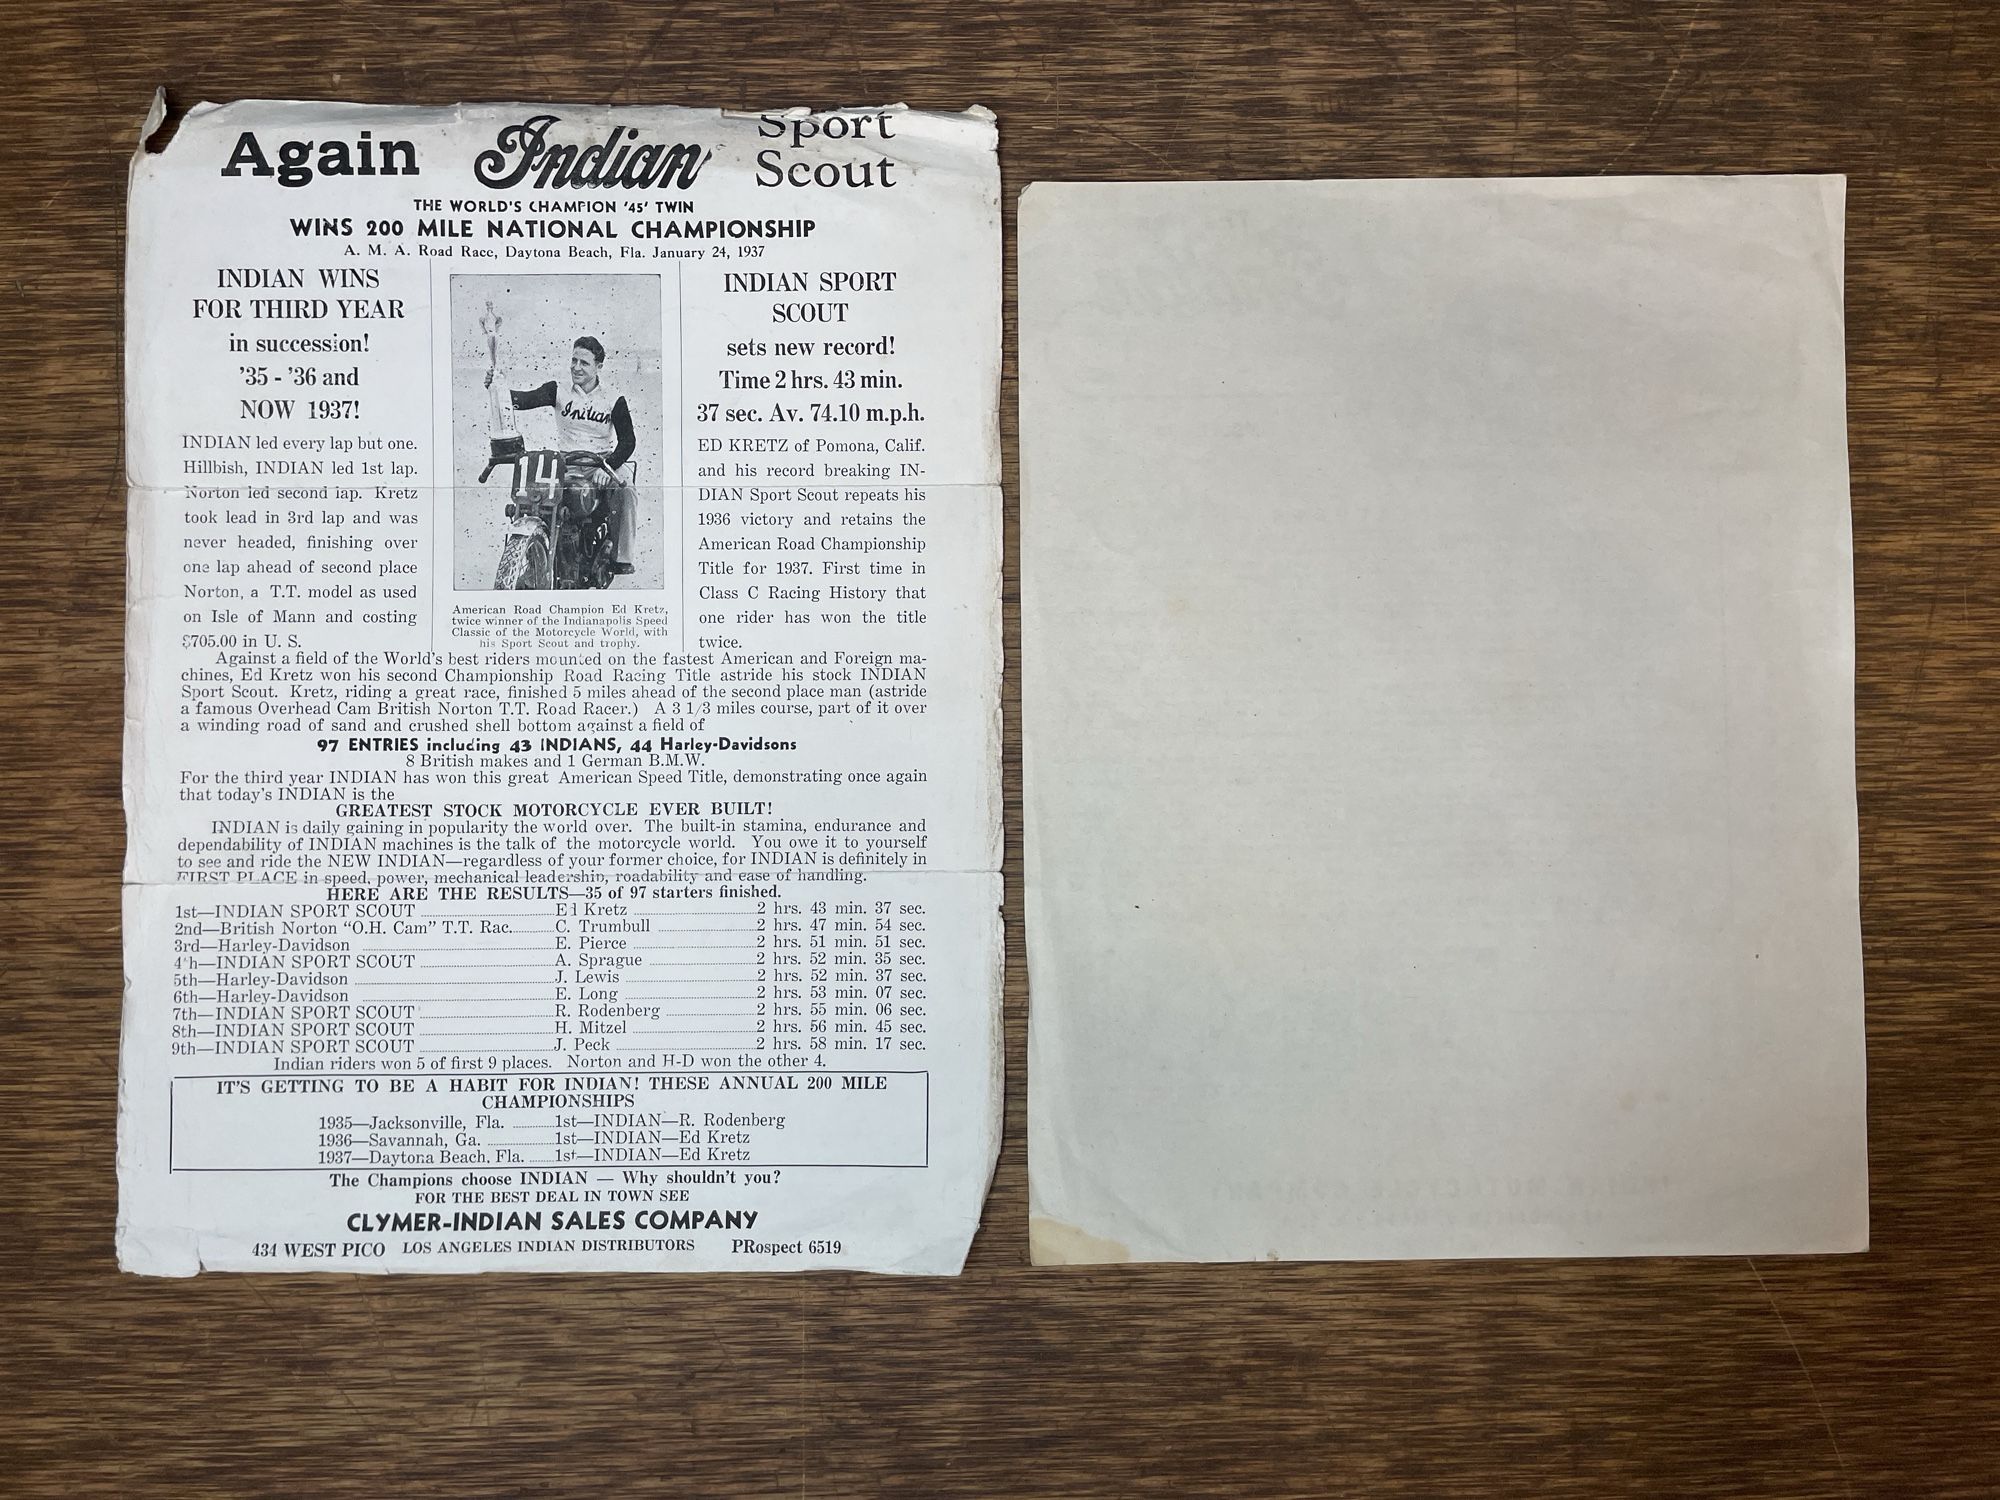 Again Indian Sport Scout
THE WORLD'S CHAMPION '45' TWIN
WINS 200 MILE NATIONAL CHAMPIONSHIP
A. M. A. Road Race, Daytona Beach, Fla. January 24, 1937
INDIAN WINS
FOR THIRD YEAR
in succession!
'35 - '36 and
NOW 1937!
INDIAN led every lap but one.
Hillbish, INDIAN led 1st lap.
Norton led second lap. Kretz
took lead in 3rd lap and was
never headed, finishing over
one lap ahead of second place
Norton, a T.T. model as used
on Isle of Mann and costing
$705.00 in U. S.
Indian
14
American Road Champion Ed Kretz,
twice winner of the Indianapolis Speed
Classic of the Motorcycle World, with
his Sport Scout and trophy.
INDIAN SPORT
SCOUT
sets new record!
Time 2 hrs. 43 min.
37 sec. Av. 74.10 m.p.h.
ED KRETZ of Pomona, Calif.
and his record breaking IN-
DIAN Sport Scout repeats his
1936 victory and retains the
American Road Championship
Title for 1937. First time in
Class C Racing History that
one rider has won the title
twice.
Against a field of the World's best riders mounted on the fastest American and Foreign ma-
chines, Ed Kretz won his second Championship Road Racing Title astride his stock INDIAN
Sport Scout. Kretz, riding a great race, finished 5 miles ahead of the second place man (astride
a famous Overhead Cam British Norton T.T. Road Racer.) A 3 1/3 miles course, part of it over
a winding road of sand and crushed shell bottom against a field of
97 ENTRIES including 43 INDIANS, 44 Harley-Davidsons
8 British makes and 1 German B.M.W.
For the third year INDIAN has won this great American Speed Title, demonstrating once again
that today's INDIAN is the
GREATEST STOCK MOTORCYCLE EVER BUILT!
INDIAN is daily gaining in popularity the world over. The built-in stamina, endurance and
dependability of INDIAN machines is the talk of the motorcycle world. You owe it to yourself
to see and ride the NEW INDIAN—regardless of your former choice, for INDIAN is definitely in
FIRST PLACE in speed, power, mechanical leadership, roadability and ease of handling.
HERE ARE THE RESULTS—35 of 97 starters finished.
1st—INDIAN SPORT SCOUT Ed Kretz 2 hrs. 43 min. 37 sec.
2nd—British Norton "O.H. Cam" T.T. Rac. C. Trumbull 2 hrs. 47 min. 54 sec.
3rd—Harley-Davidson E. Pierce 2 hrs. 51 min. 51 sec.
4th—INDIAN SPORT SCOUT A. Sprague 2 hrs. 52 min. 35 sec.
5th—Harley-Davidson J. Lewis 2 hrs. 52 min. 37 sec.
6th—Harley-Davidson E. Long 2 hrs. 53 min. 07 sec.
7th—INDIAN SPORT SCOUT R. Rodenberg 2 hrs. 55 min. 06 sec.
8th—INDIAN SPORT SCOUT H. Mitzel 2 hrs. 56 min. 45 sec.
9th—INDIAN SPORT SCOUT J. Peck 2 hrs. 58 min. 17 sec.
Indian riders won 5 of first 9 places. Norton and H-D won the other 4.
IT'S GETTING TO BE A HABIT FOR INDIAN! THESE ANNUAL 200 MILE
CHAMPIONSHIPS
1935—Jacksonville, Fla. 1st—INDIAN—R. Rodenberg
1936—Savannah, Ga. 1st—INDIAN—Ed Kretz
1937—Daytona Beach, Fla. 1st—INDIAN—Ed Kretz
The Champions choose INDIAN — Why shouldn't you?
FOR THE BEST DEAL IN TOWN SEE
CLYMER-INDIAN SALES COMPANY
434 WEST PICO LOS ANGELES INDIAN DISTRIBUTORS PRospect 6519